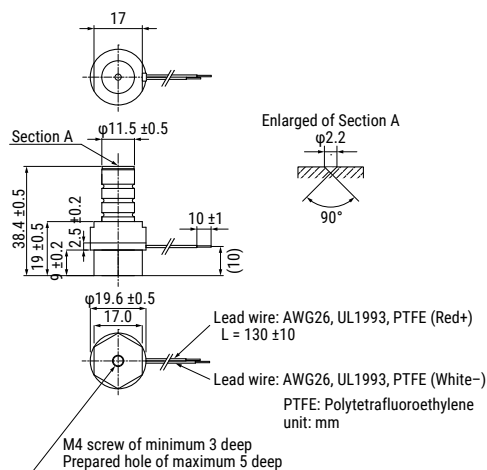 17
φ11.5 ±0.5
Section A
Enlarged of Section A
φ2.2
90°
38.4 ±0.5
19 ±0.5
9 ±0.2
2.5 ±0.2
10 ±1
(10)
φ19.6 ±0.5
17.0
Lead wire: AWG26, UL1993, PTFE (Red+)
L = 130 ±10
Lead wire: AWG26, UL1993, PTFE (White−)
PTFE: Polytetrafluoroethylene
unit: mm
M4 screw of minimum 3 deep
Prepared hole of maximum 5 deep